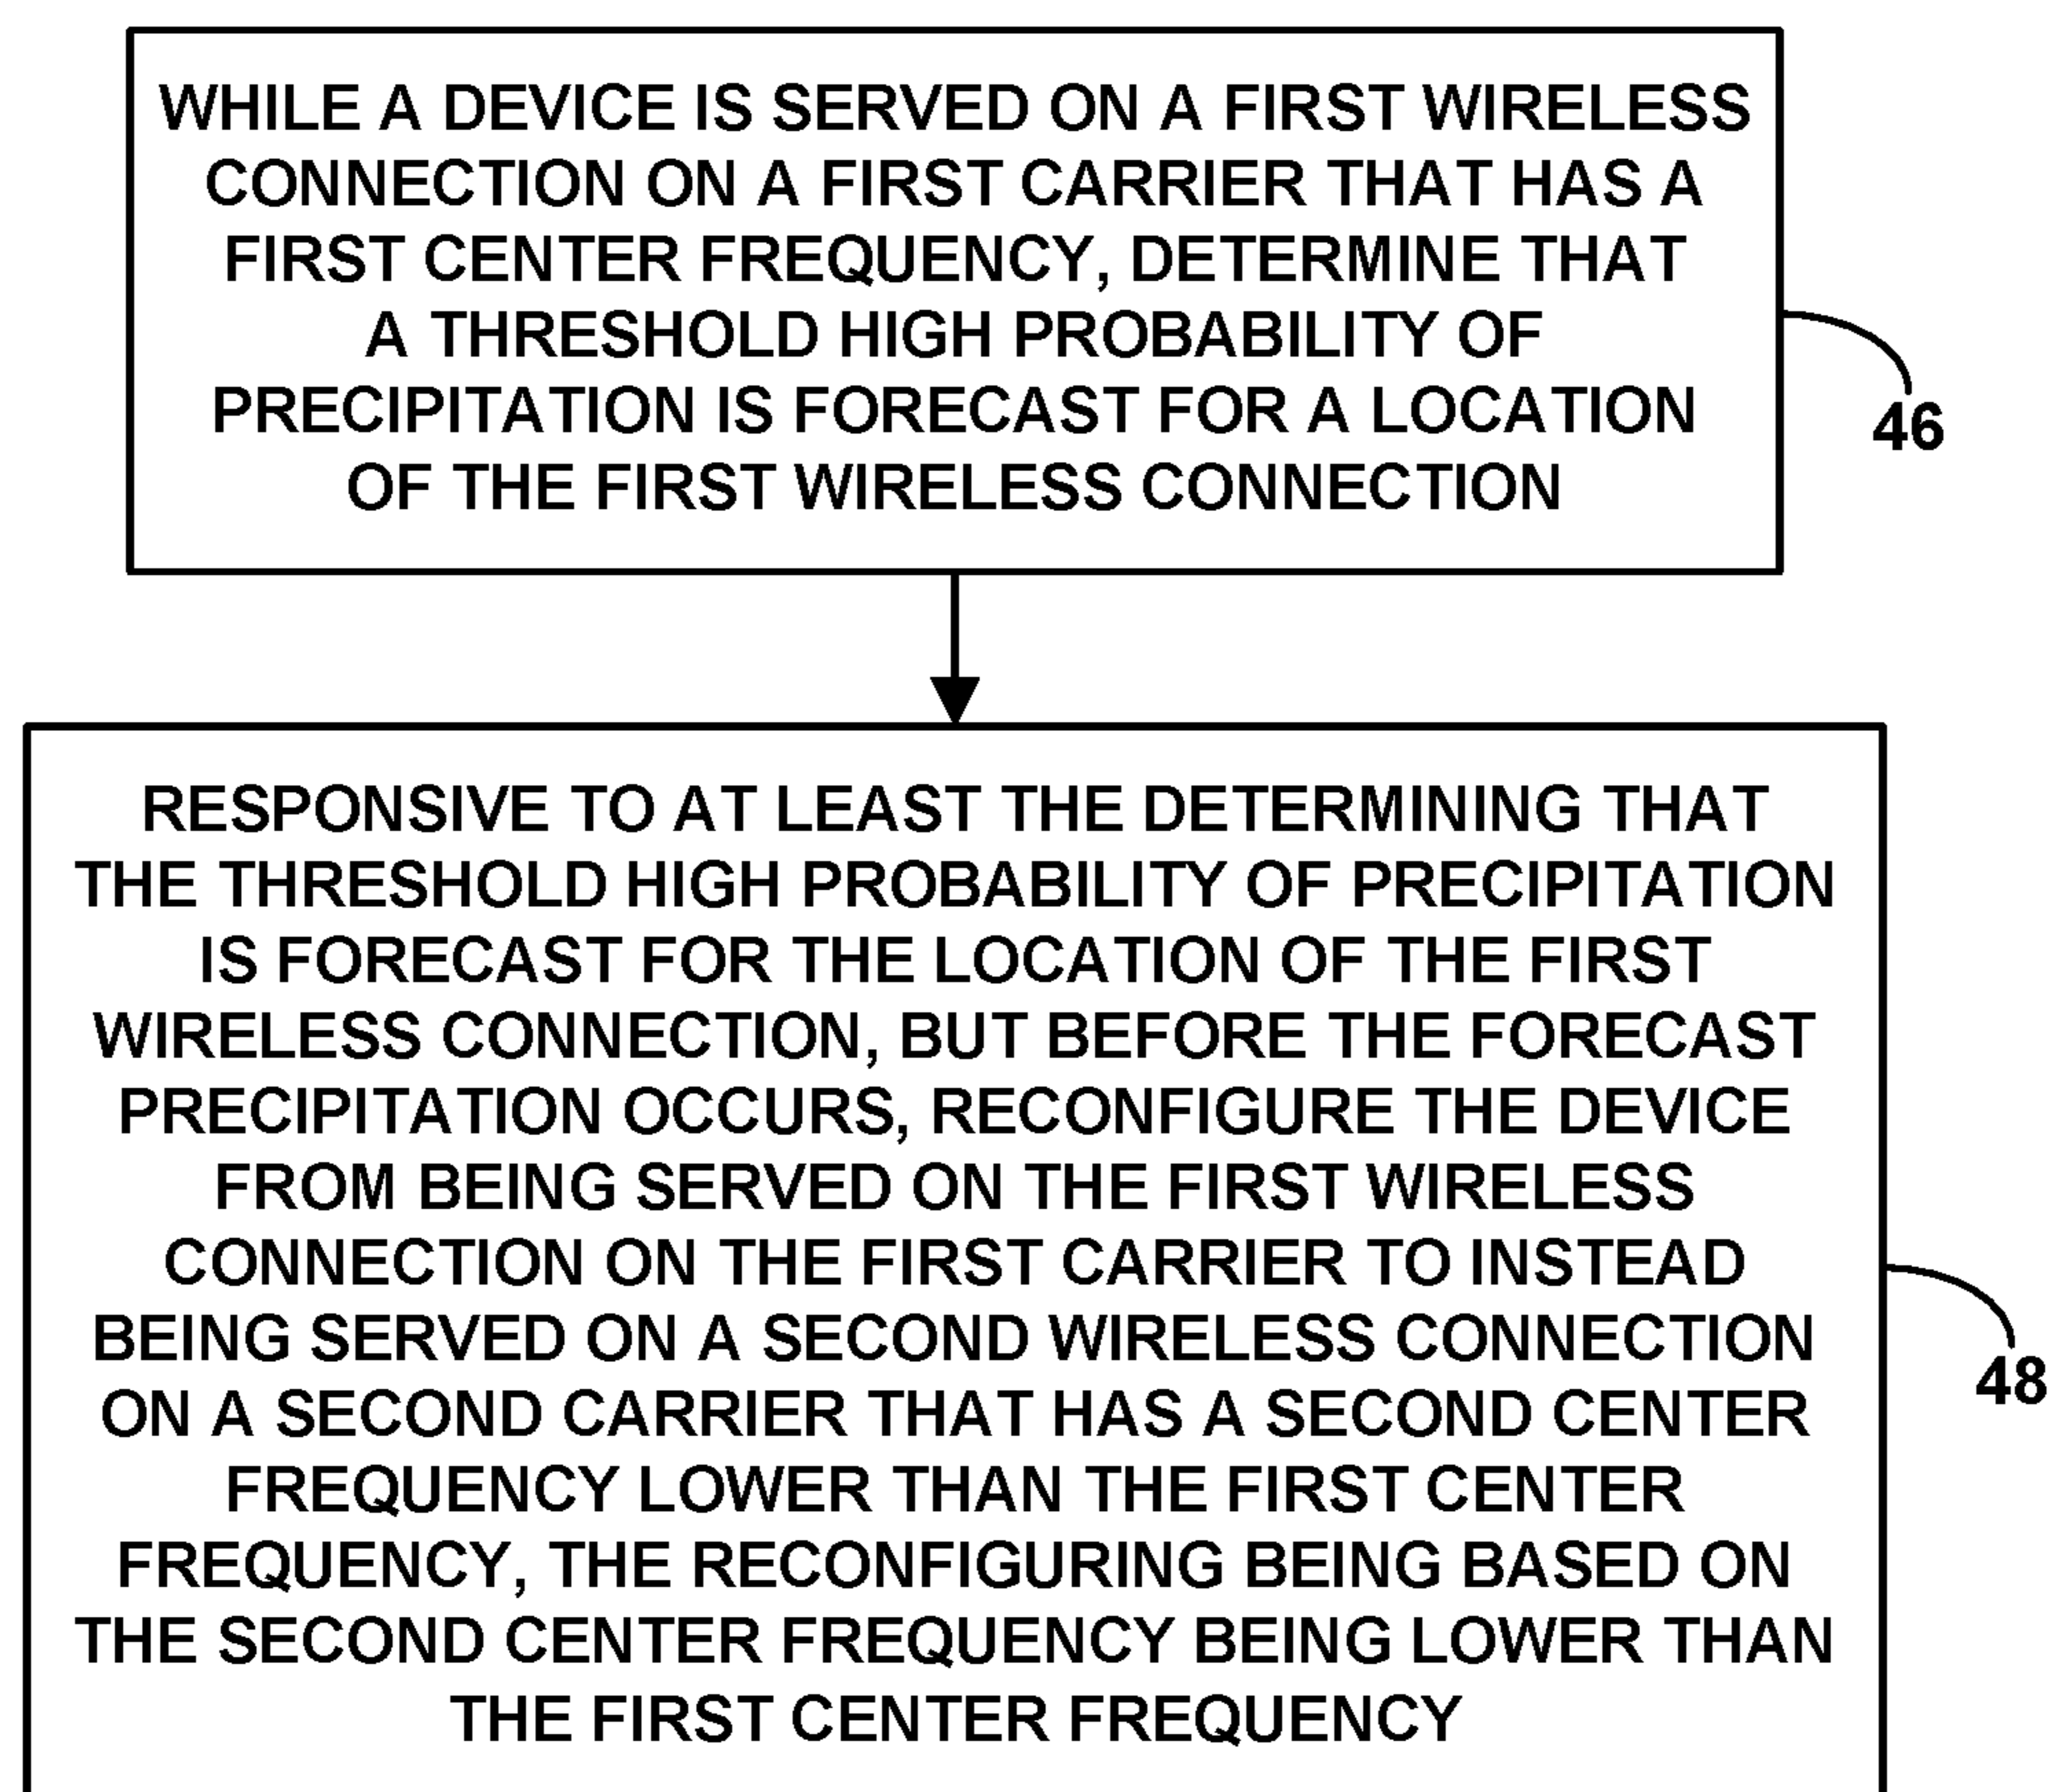 WHILE A DEVICE IS SERVED ON A FIRST WIRELESS
CONNECTION ON A FIRST CARRIER THAT HAS A
FIRST CENTER FREQUENCY, DETERMINE THAT
A THRESHOLD HIGH PROBABILITY OF
PRECIPITATION IS FORECAST FOR A LOCATION
OF THE FIRST WIRELESS CONNECTION
46
RESPONSIVE TO AT LEAST THE DETERMINING THAT
THE THRESHOLD HIGH PROBABILITY OF PRECIPITATION
IS FORECAST FOR THE LOCATION OF THE FIRST
WIRELESS CONNECTION, BUT BEFORE THE FORECAST
PRECIPITATION OCCURS, RECONFIGURE THE DEVICE
FROM BEING SERVED ON THE FIRST WIRELESS
CONNECTION ON THE FIRST CARRIER TO INSTEAD
BEING SERVED ON A SECOND WIRELESS CONNECTION
ON A SECOND CARRIER THAT HAS A SECOND CENTER
FREQUENCY LOWER THAN THE FIRST CENTER
FREQUENCY, THE RECONFIGURING BEING BASED ON
THE SECOND CENTER FREQUENCY BEING LOWER THAN
THE FIRST CENTER FREQUENCY
48